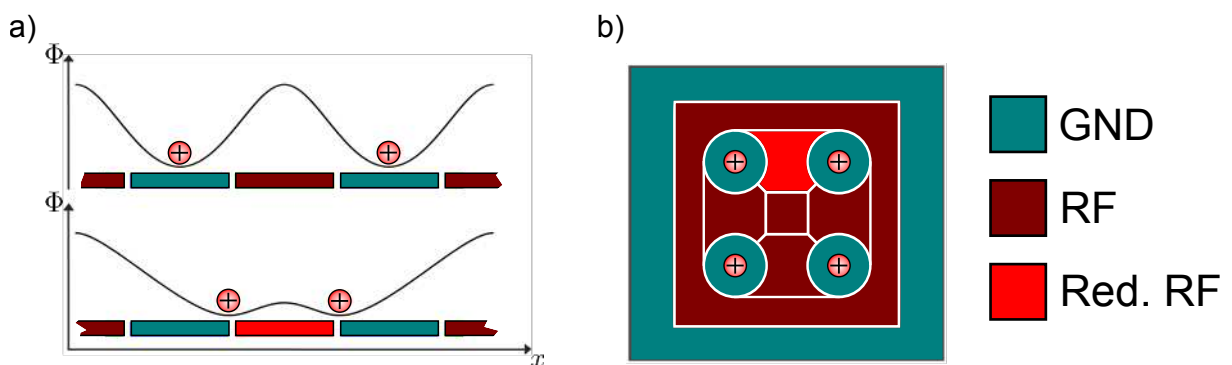 a)
Φ
+
+
Φ
+
+
x
b)
+
+
+
+
GND
RF
Red. RF